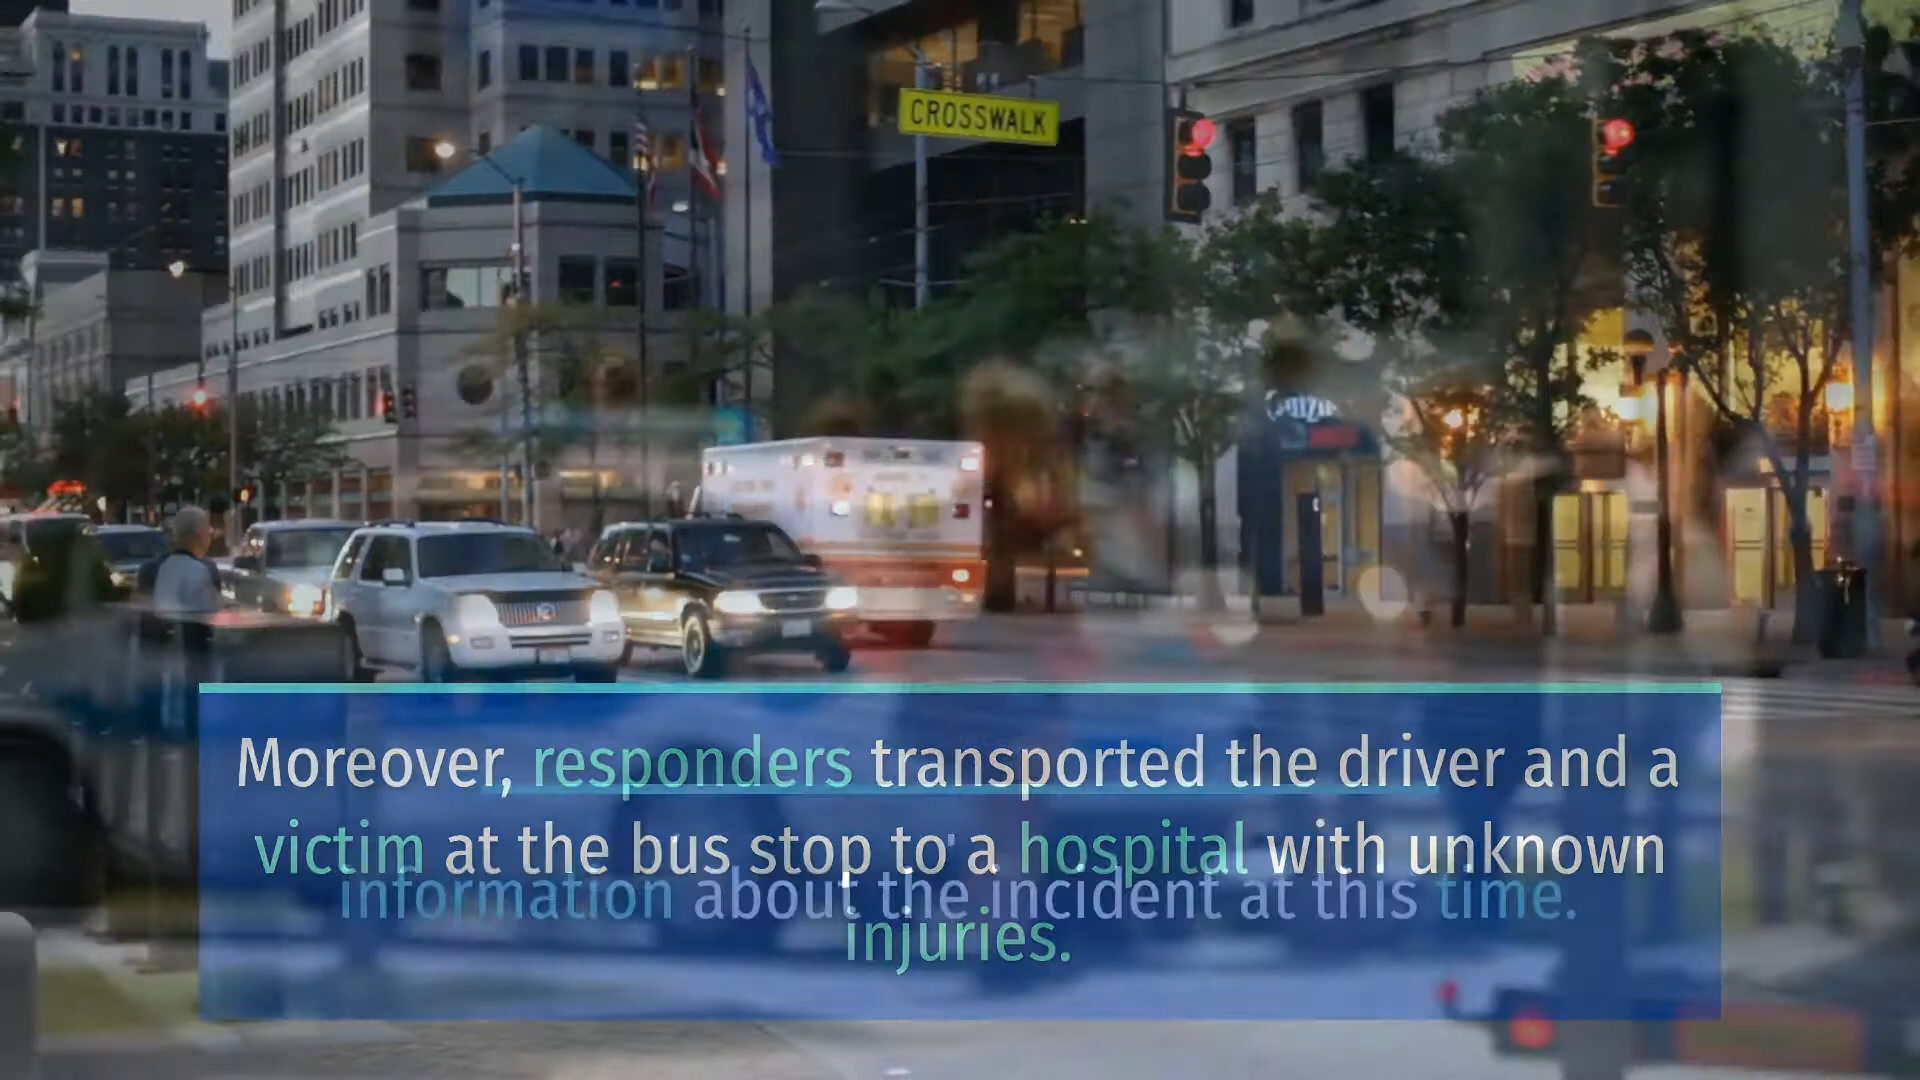 CROSSWALK
Moreover, responders transported the driver and a
victim at the bus stop to a hospital with unknown
information about the incident at this time.
injuries.